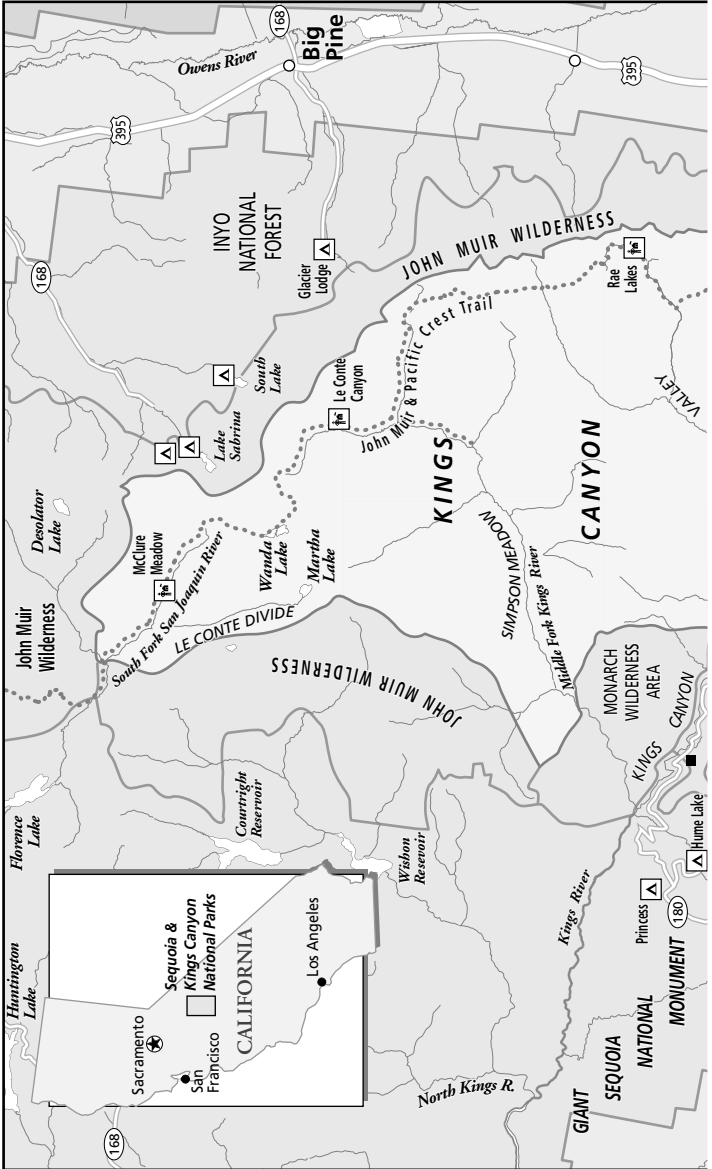 Huntington
Lake
Florence
Lake
John Muir
Wilderness
Desolator
Lake
168
168
395
Owens River
168
Big
Pine
395
Sacramento
San
Francisco
Sequoia &
Kings Canyon
National Parks
CALIFORNIA
Los Angeles
Courtright
Reservoir
Wishon
Resevoir
South Fork San Joaquin River
McClure
Meadow
LE CONTE DIVIDE
Wanda
Lake
Martha
Lake
JOHN MUIR WILDERNESS
Lake
Sabrina
South
Lake
INYO
NATIONAL
FOREST
Glacier
Lodge
JOHN MUIR WILDERNESS
Le Conte
Canyon
John Muir & Pacific Crest Trail
KINGS
CANYON
SIMPSON MEADOW
Middle Fork Kings River
Rae
Lakes
VALLEY
MONARCH
WILDERNESS
AREA
KINGS CANYON
Hume Lake
Princess
180
Kings River
North Kings R.
GIANT
SEQUOIA
NATIONAL
MONUMENT